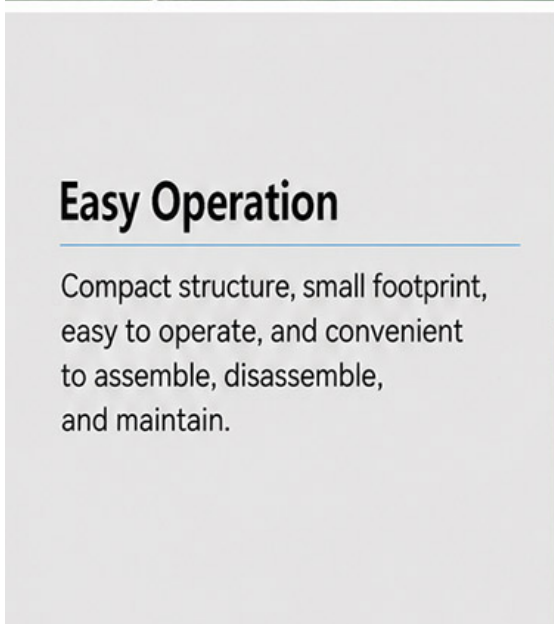 Easy Operation
Compact structure, small footprint,
easy to operate, and convenient
to assemble, disassemble,
and maintain.